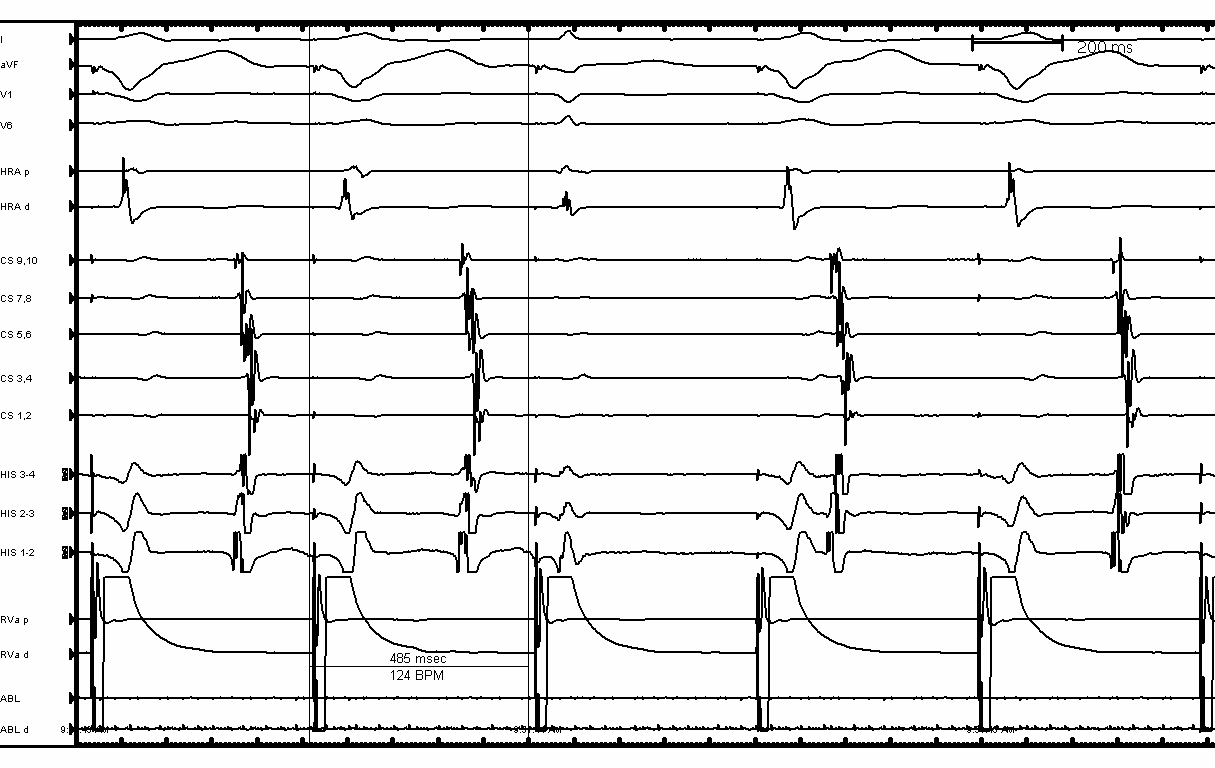 I
200 ms
aVF
V1
V6
HRA p
HRA d
CS 9,10
CS 7,8
CS 5,6
CS 3,4
CS 1,2
HIS 3-4
HIS 2-3
HIS 1-2
RVa p
RVa d
485 msec
124 BPM
ABL
ABL d